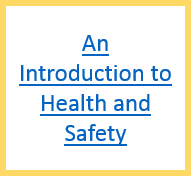 An
Introduction to
Health and
Safety